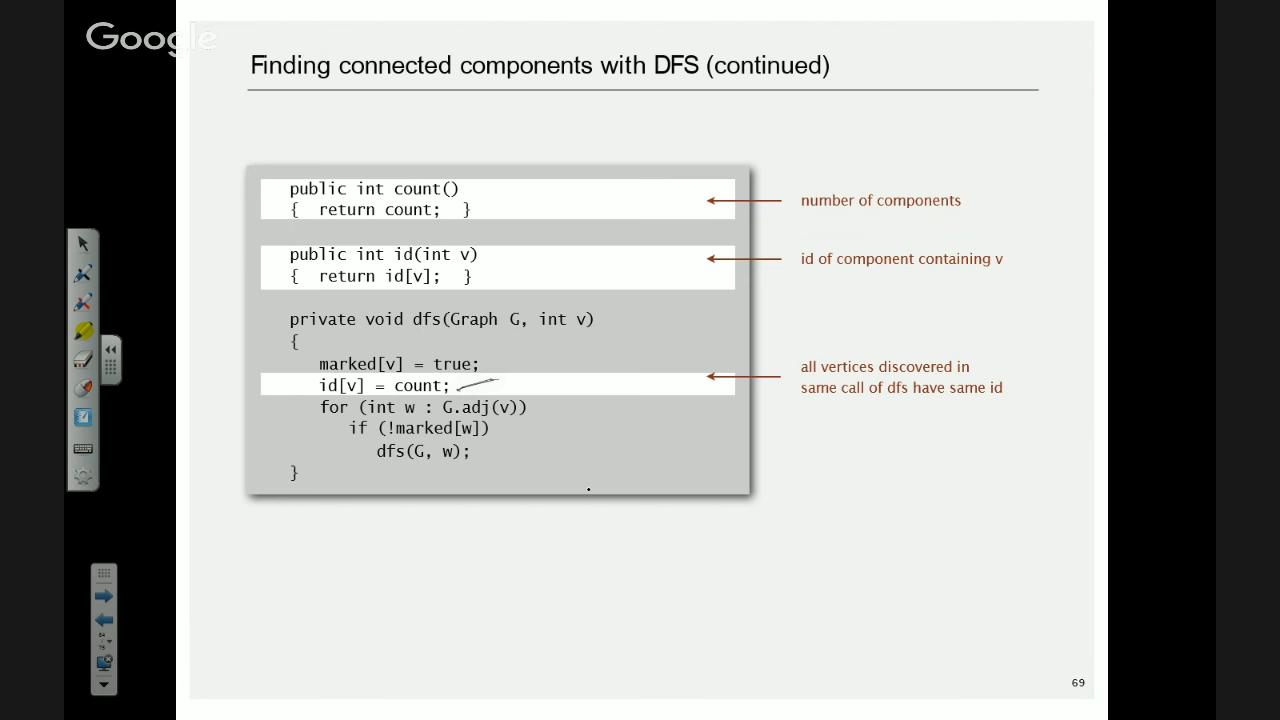 Google
Finding connected components with DFS (continued)
public int count()
{ return count; }
number of components
public int id(int v)
{ return id[v]; }
id of component containing v
private void dfs(Graph G, int v)
{
marked[v] = true;
id[v] = count;
all vertices discovered in
same call of dfs have same id
for (int w : G.adj(v))
if (!marked[w])
dfs(G, w);
}
69